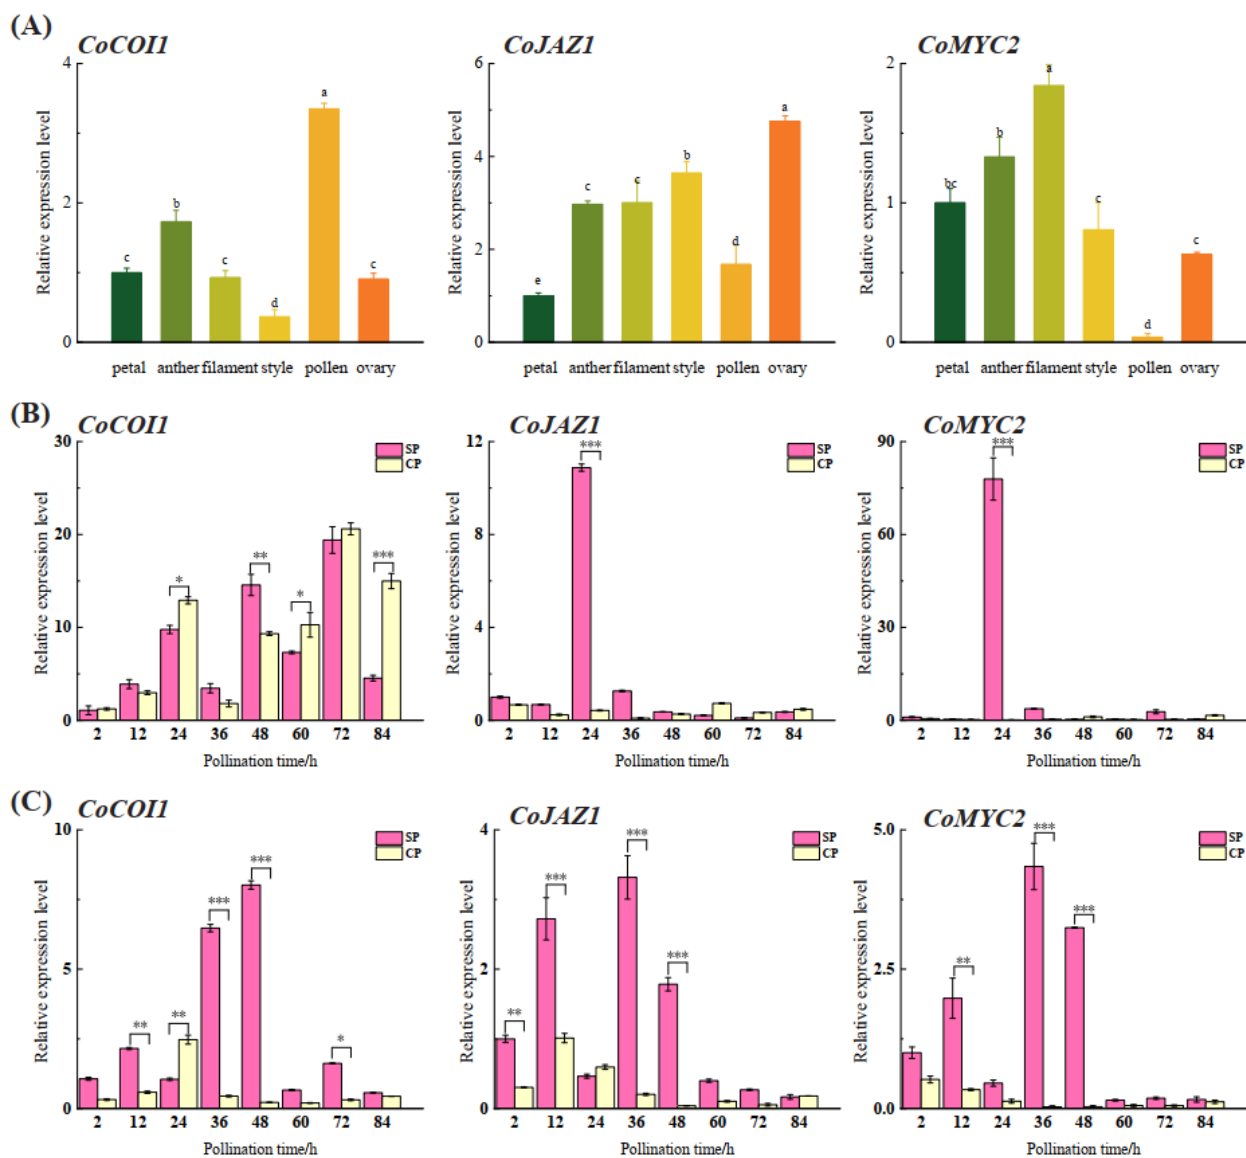 (A)
CoCOI1
CoJAZ1
CoMYC2
Relative expression level
4
2
0
c
b
c
d
a
c
petal anther filament style pollen ovary
Relative expression level
6
4
2
0
e
c
c
b
d
a
petal anther filament style pollen ovary
Relative expression level
2
1
0
bc
b
a
c
d
c
petal anther filament style pollen ovary
(B)
CoCOI1
CoJAZ1
CoMYC2
Relative expression level
30
20
10
0
SP
CP
*
**
*
***
2 12 24 36 48 60 72 84
Pollination time/h
Relative expression level
12
8
4
0
SP
CP
***
2 12 24 36 48 60 72 84
Pollination time/h
Relative expression level
90
60
30
0
SP
CP
***
2 12 24 36 48 60 72 84
Pollination time/h
(C)
CoCOI1
CoJAZ1
CoMYC2
Relative expression level
10
5
0
SP
CP
**
**
***
***
*
2 12 24 36 48 60 72 84
Pollination time/h
Relative expression level
4
2
0
SP
CP
**
***
***
***
2 12 24 36 48 60 72 84
Pollination time/h
Relative expression level
5.0
2.5
0.0
SP
CP
**
***
***
2 12 24 36 48 60 72 84
Pollination time/h